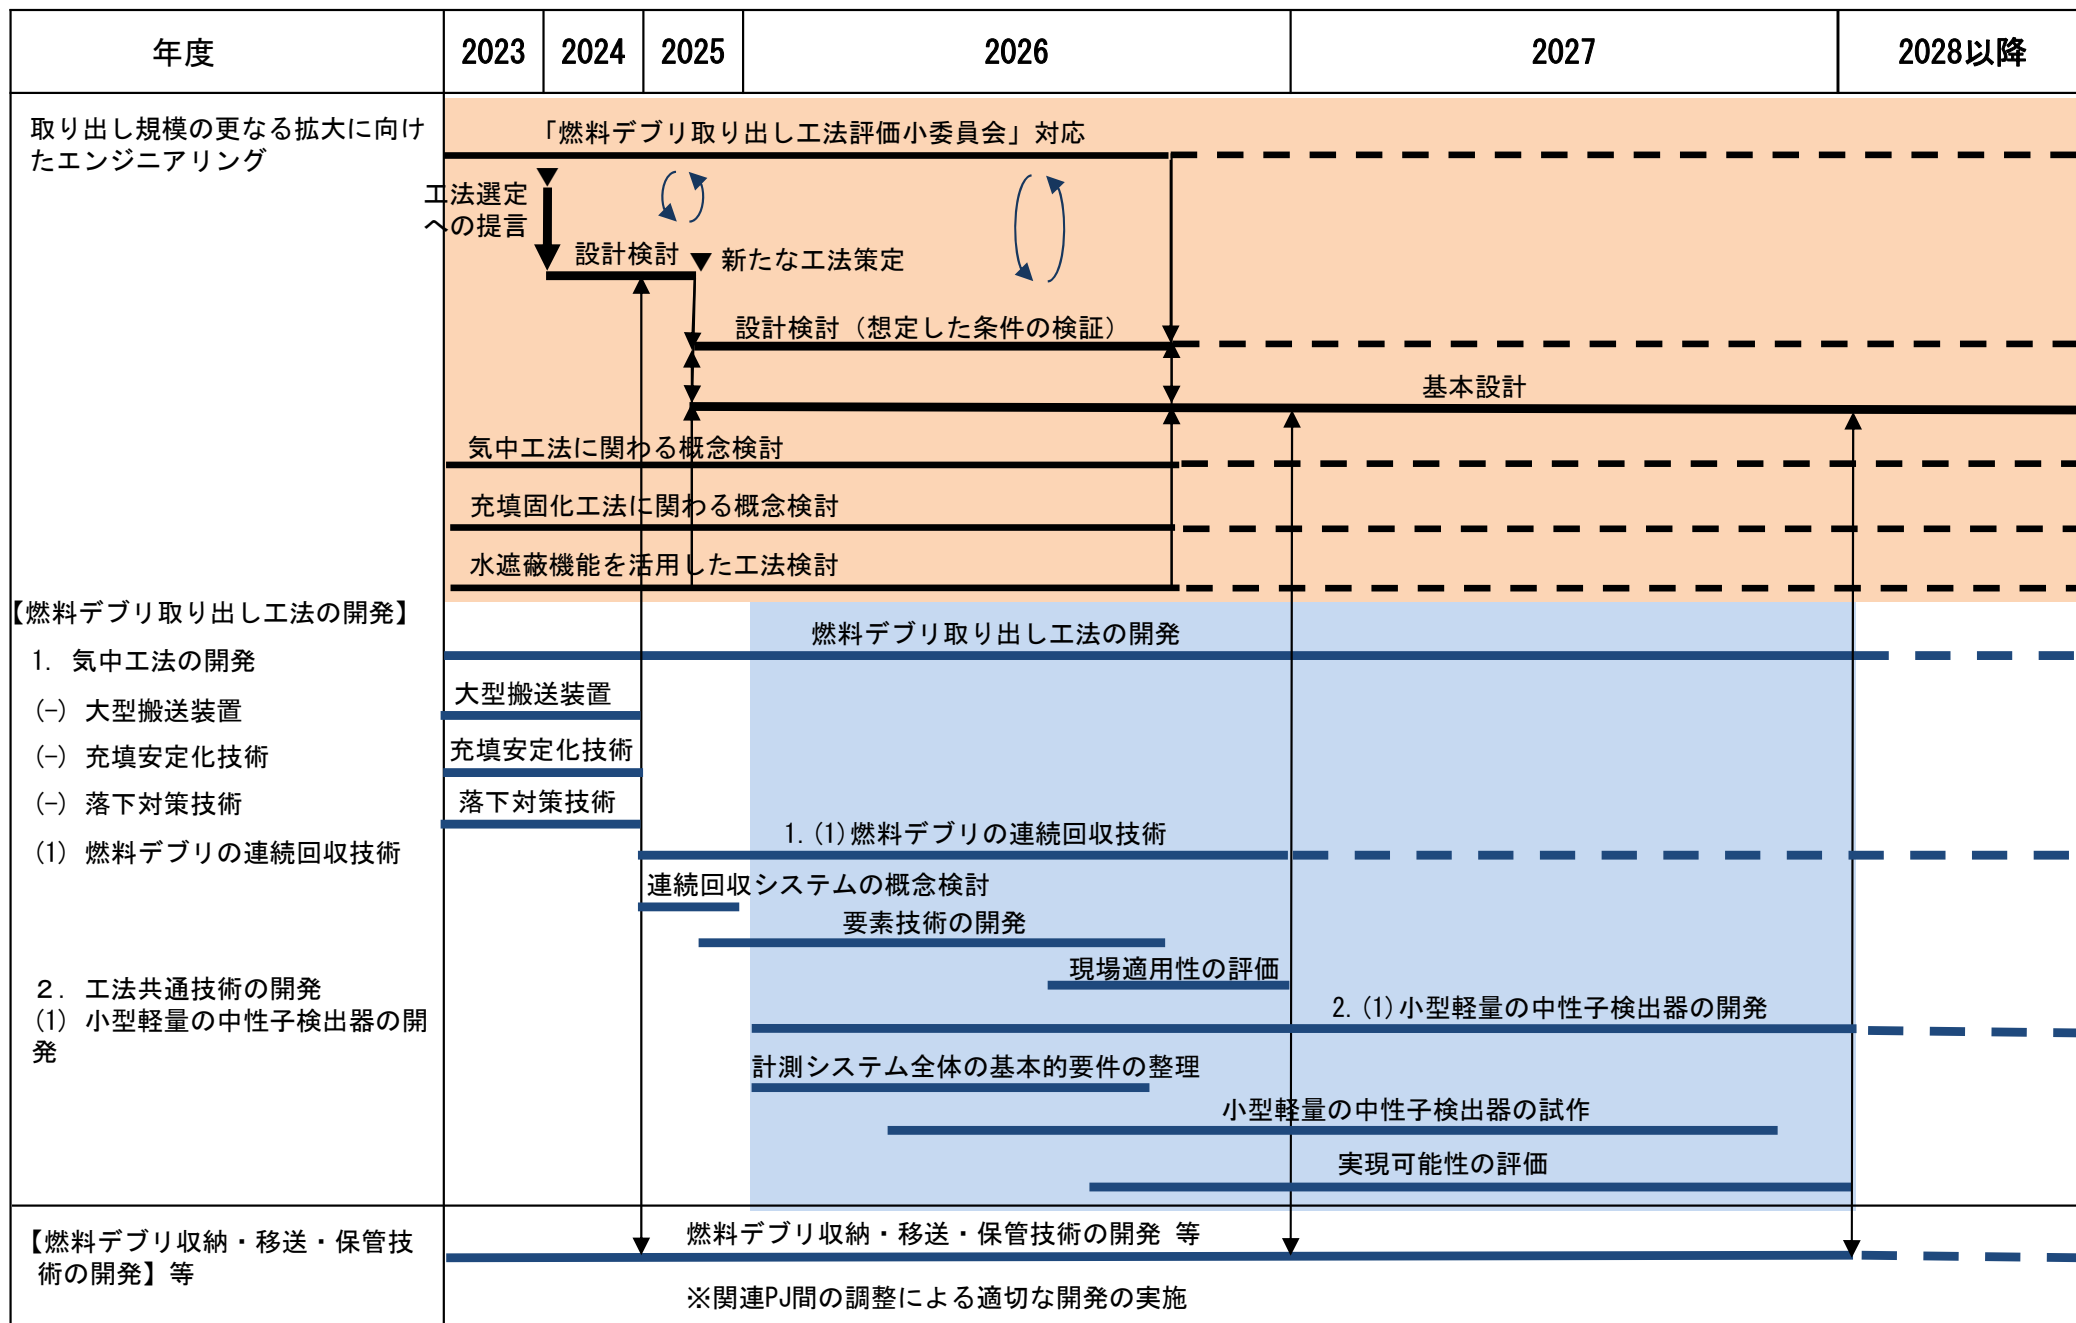 年度
2023
2024
2025
2026
2027
2028以降
取り出し規模の更なる拡大に向け
たエンジニアリング
「燃料デブリ取り出し工法評価小委員会」対応
工法選定
への提言
設計検討
新たな工法策定
設計検討（想定した条件の検証）
基本設計
気中工法に関わる概念検討
充填固化工法に関わる概念検討
水遮蔽機能を活用した工法検討
【燃料デブリ取り出し工法の開発】
燃料デブリ取り出し工法の開発
1. 気中工法の開発
(-) 大型搬送装置
大型搬送装置
(-) 充填安定化技術
充填安定化技術
(-) 落下対策技術
落下対策技術
(1) 燃料デブリの連続回収技術
1.(1)燃料デブリの連続回収技術
連続回収システムの概念検討
要素技術の開発
現場適用性の評価
２. 工法共通技術の開発
(1) 小型軽量の中性子検出器の開
発
2.(1)小型軽量の中性子検出器の開発
計測システム全体の基本的要件の整理
小型軽量の中性子検出器の試作
実現可能性の評価
【燃料デブリ収納・移送・保管技
術の開発】等
燃料デブリ収納・移送・保管技術の開発 等
※関連PJ間の調整による適切な開発の実施